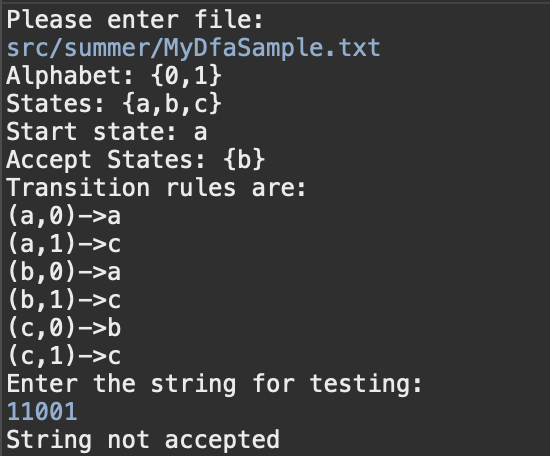 Please enter file:
src/summer/MyDfaSample.txt
Alphabet: {0,1}
States: {a,b,c}
Start state: a
Accept States: {b}
Transition rules are:
(a,0)->a
(a,1)->c
(b,0)->a
(b,1)->c
(c,0)->b
(c,1)->c
Enter the string for testing:
11001
String not accepted